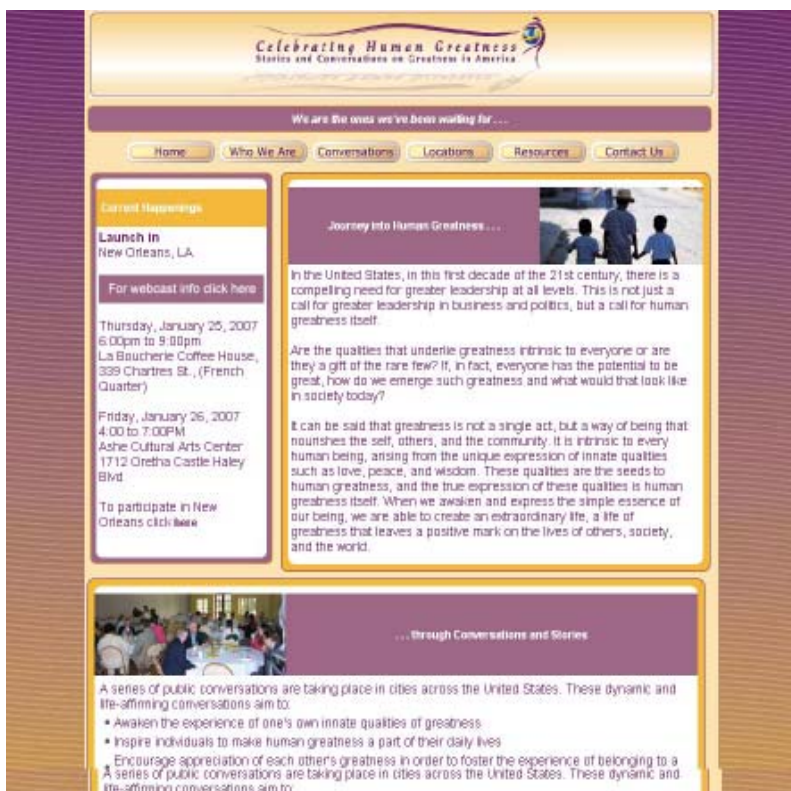 Celebrating Human Greatness
Stories and Conversations on Greatness in America
We are the ones we've been waiting for . . .
Home
Who We Are
Conversations
Locations
Resources
Contact Us
Current Happenings
Launch in
New Orleans, LA
For webcast info click here
Thursday, January 25, 2007
6:00pm to 9:00pm
La Boucherie Coffee House,
339 Chartres St., (French
Quarter)
Friday, January 26, 2007
4:00 to 7:00PM
Ashe Cultural Arts Center
1712 Oretha Castle Haley
Blvd
To participate in New
Orleans click here
Journey into Human Greatness . . .
In the United States, in this first decade of the 21st century, there is a
compelling need for greater leadership at all levels. This is not just a
call for greater leadership in business and politics, but a call for human
greatness itself.
Are the qualities that underlie greatness intrinsic to everyone or are
they a gift of the rare few? If, in fact, everyone has the potential to be
great, how do we emerge such greatness and what would that look like
in society today?
It can be said that greatness is not a single act, but a way of being that
nourishes the self, others, and the community. It is intrinsic to every
human being, arising from the unique expression of innate qualities
such as love, peace, and wisdom. These qualities are the seeds to
human greatness, and the true expression of these qualities is human
greatness itself. When we awaken and express the simple essence of
our being, we are able to create an extraordinary life, a life of
greatness that leaves a positive mark on the lives of others, society,
and the world.
. . . through Conversations and Stories
A series of public conversations are taking place in cities across the United States. These dynamic and
life-affirming conversations aim to:
• Awaken the experience of one's own innate qualities of greatness
• Inspire individuals to make human greatness a part of their daily lives
• Encourage appreciation of each other's greatness in order to foster the experience of belonging to a
A series of public conversations are taking place in cities across the United States. These dynamic and
life-affirming conversations aim to: